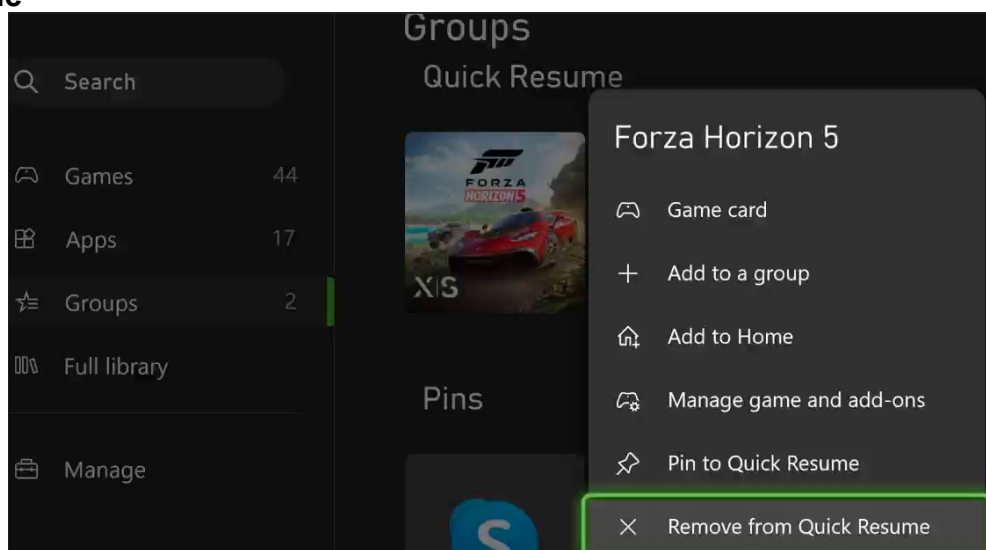 Groups
Quick Resume
Search
Games 44
Apps 17
Groups 2
Full library
Manage
FORZA
HORIZON 5
X|S
Pins
Forza Horizon 5
Game card
Add to a group
Add to Home
Manage game and add-ons
Pin to Quick Resume
Remove from Quick Resume